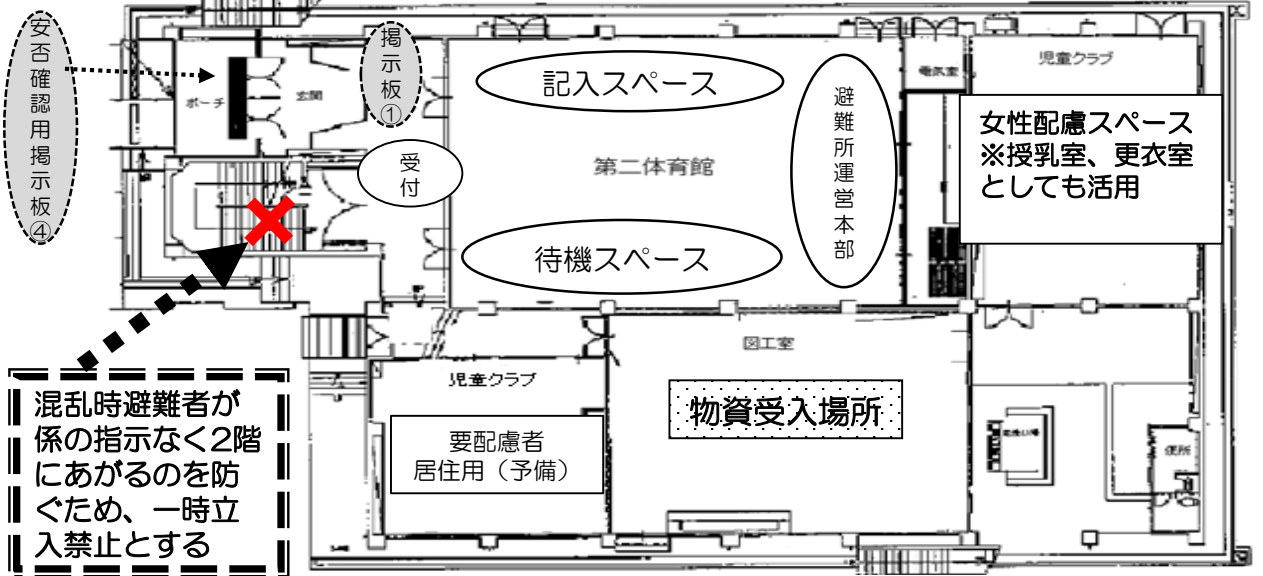 安否確認用掲示板④
ポーチ
玄関
掲示板①
受付
記入スペース
第二体育館
待機スペース
避難所運営本部
電気室
児童クラブ
女性配慮スペース
※授乳室、更衣室
としても活用
混乱時避難者が
係の指示なく2階
にあがるのを防
ぐため、一時立
入禁止とする
児童クラブ
要配慮者
居住用（予備）
図工室
物資受入場所
便所